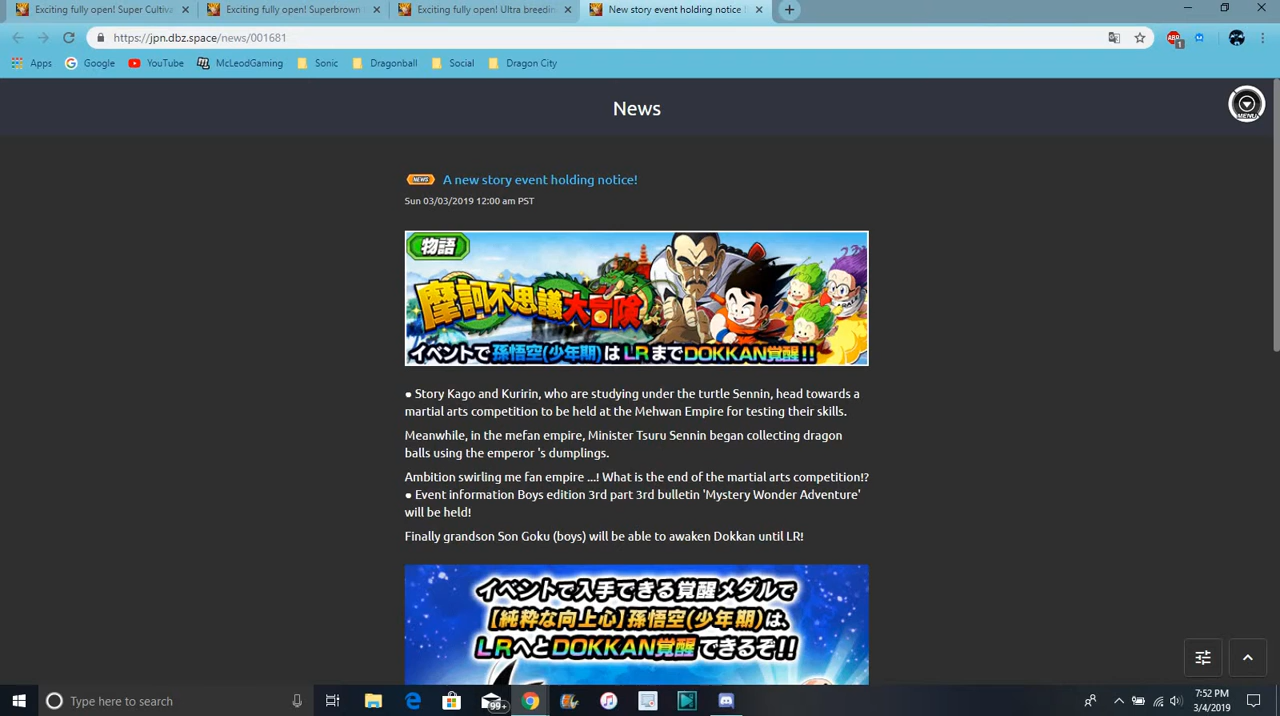 Exciting fully open! Super Cultiva
Exciting fully open! Superbrown
Exciting fully open! Ultra breedin
New story event holding notice
https://jpn.dbz.space/news/001681
ABP
1
Apps
Google
YouTube
McLeodGaming
Sonic
Dragonball
Social
Dragon City
News
MENU
NEWS
A new story event holding notice!
Sun 03/03/2019 12:00 am PST
物語
摩訶不思議大冒険
イベントで孫悟空(少年期)はLRまでDOKKAN覚醒!!
● Story Kago and Kuririn, who are studying under the turtle Sennin, head towards a
martial arts competition to be held at the Mehwan Empire for testing their skills.
Meanwhile, in the mefan empire, Minister Tsuru Sennin began collecting dragon
balls using the emperor 's dumplings.
Ambition swirling me fan empire ...! What is the end of the martial arts competition!?
● Event information Boys edition 3rd part 3rd bulletin 'Mystery Wonder Adventure'
will be held!
Finally grandson Son Goku (boys) will be able to awaken Dokkan until LR!
イベントで入手できる覚醒メダルで
【純粋な向上心】孫悟空(少年期)は、
LRへとDOKKAN覚醒できるぞ!!
Type here to search
99+
7:52 PM
3/4/2019